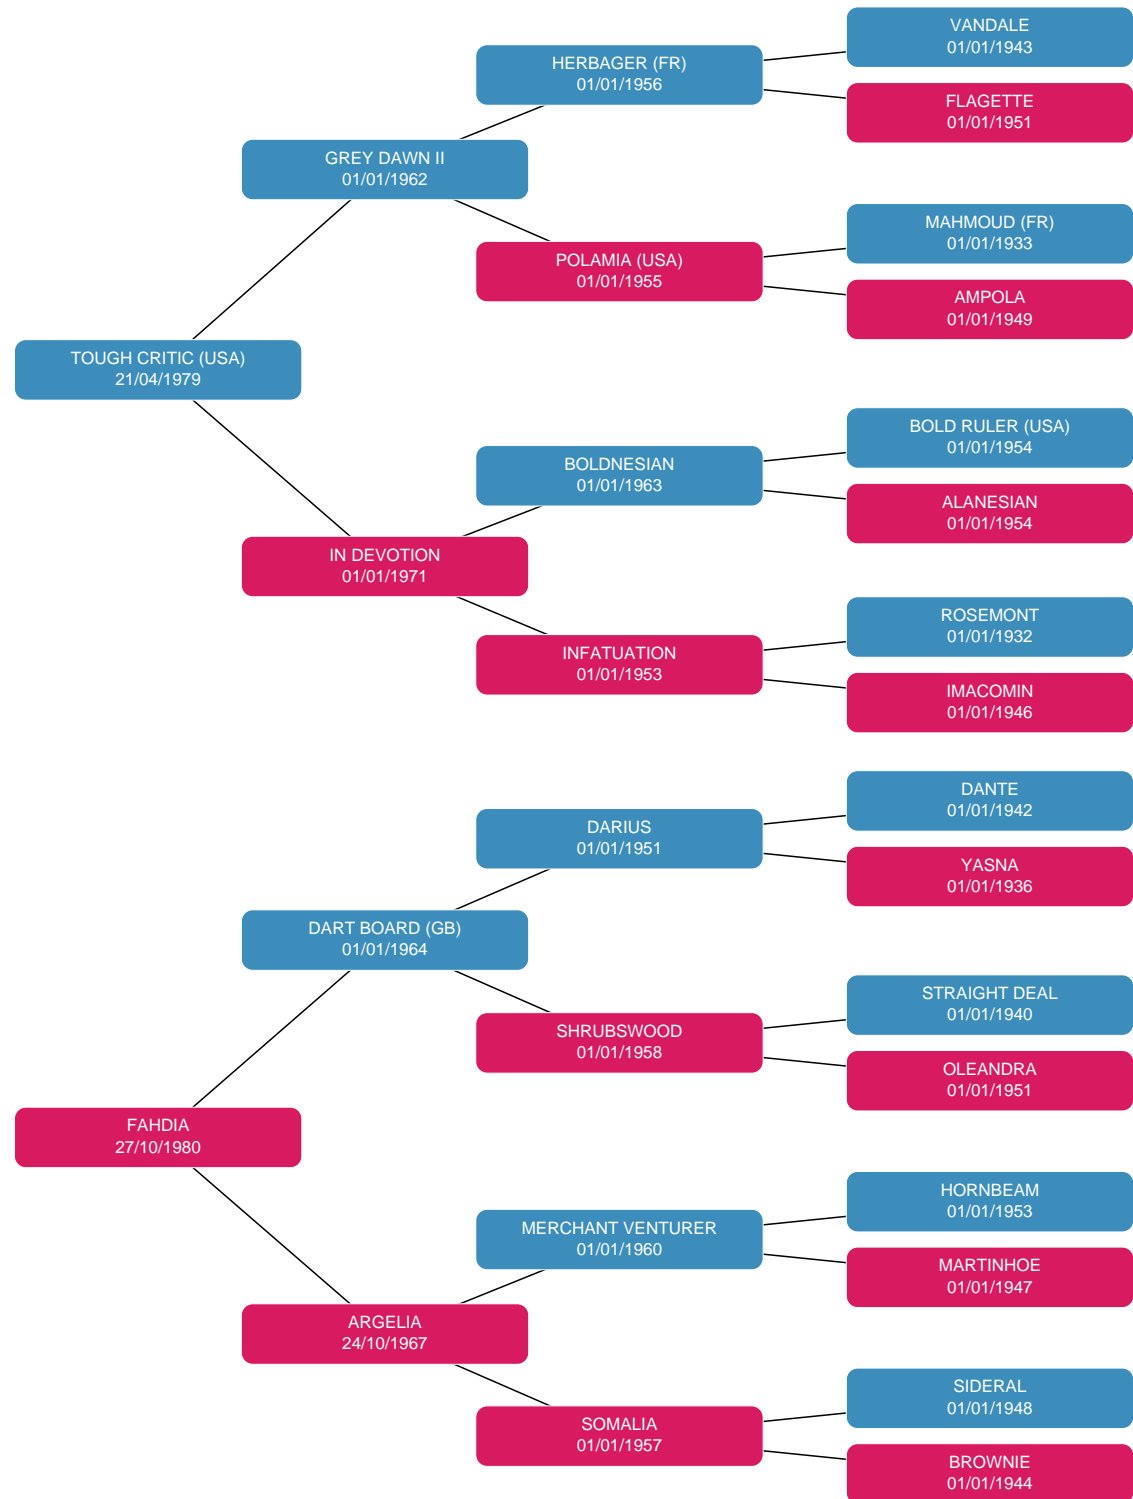 VANDALE
01/01/1943
HERBAGER (FR)
01/01/1956
FLAGETTE
01/01/1951
GREY DAWN II
01/01/1962
MAHMOUD (FR)
01/01/1933
POLAMIA (USA)
01/01/1955
AMPOLA
01/01/1949
TOUGH CRITIC (USA)
21/04/1979
BOLD RULER (USA)
01/01/1954
BOLDNESIAN
01/01/1963
ALANESIAN
01/01/1954
IN DEVOTION
01/01/1971
ROSEMONT
01/01/1932
INFATUATION
01/01/1953
IMACOMIN
01/01/1946
DANTE
01/01/1942
DARIUS
01/01/1951
YASNA
01/01/1936
DART BOARD (GB)
01/01/1964
STRAIGHT DEAL
01/01/1940
SHRUBSWOOD
01/01/1958
OLEANDRA
01/01/1951
FAHDIA
27/10/1980
HORNBEAM
01/01/1953
MERCHANT VENTURER
01/01/1960
MARTINHOE
01/01/1947
ARGELIA
24/10/1967
SIDERAL
01/01/1948
SOMALIA
01/01/1957
BROWNIE
01/01/1944